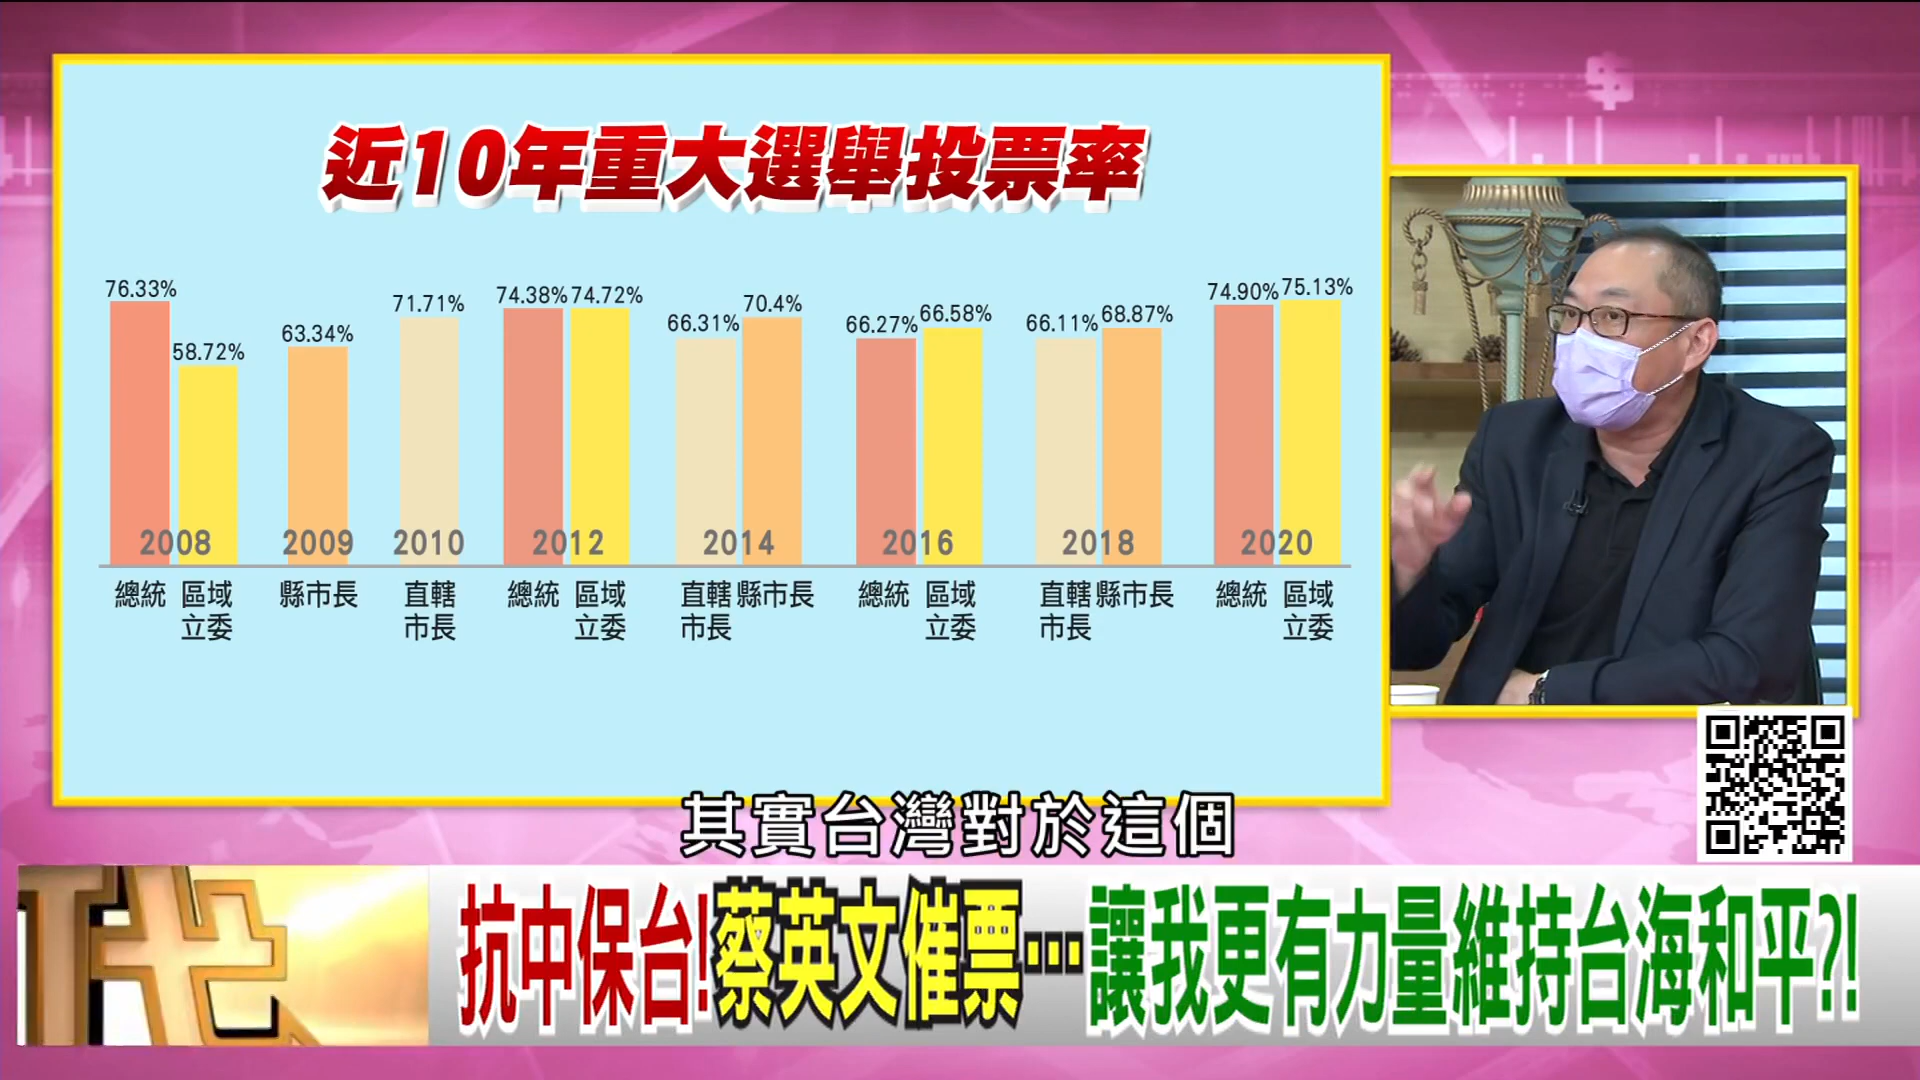 近10年重大選舉投票率
76.33%
58.72%
63.34%
71.71%
74.38% 74.72%
66.31% 70.4%
66.27% 66.58%
66.11% 68.87%
74.90% 75.13%
2008 2009 2010 2012 2014 2016 2018 2020
總統 區域立委 縣市長 直轄市長 總統 區域立委 直轄市長 縣市長 總統 區域立委 直轄市長 縣市長 總統 區域立委
其實台灣對於這個
抗中保台!蔡英文催票…讓我更有力量維持台海和平?!